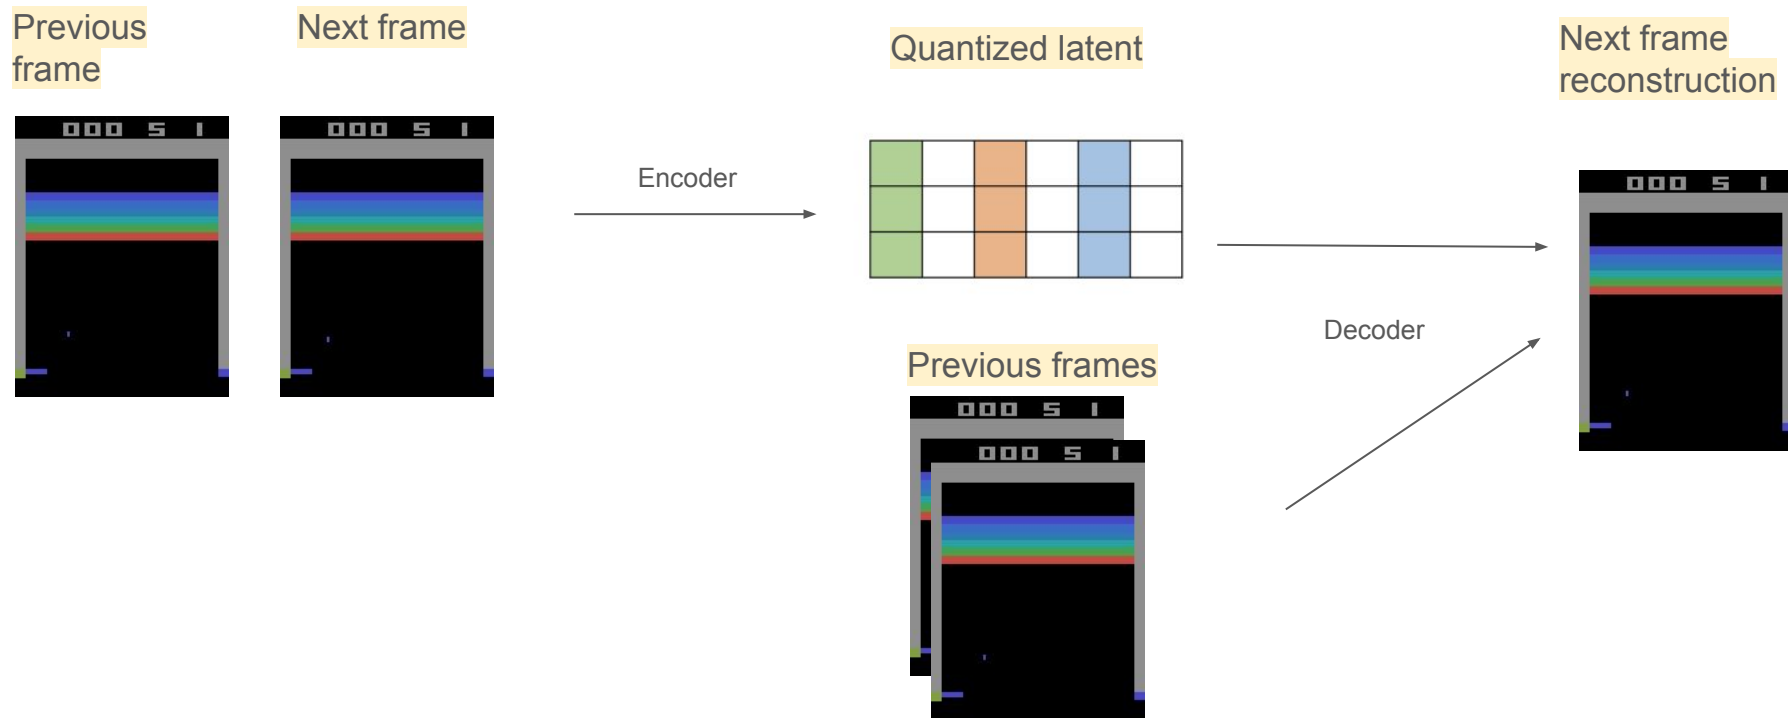 Previous
frame
Next frame
Quantized latent
Next frame
reconstruction
000 5 1
000 5 1
Encoder
000 5 1
Decoder
Previous frames
000 5 1
000 5 1